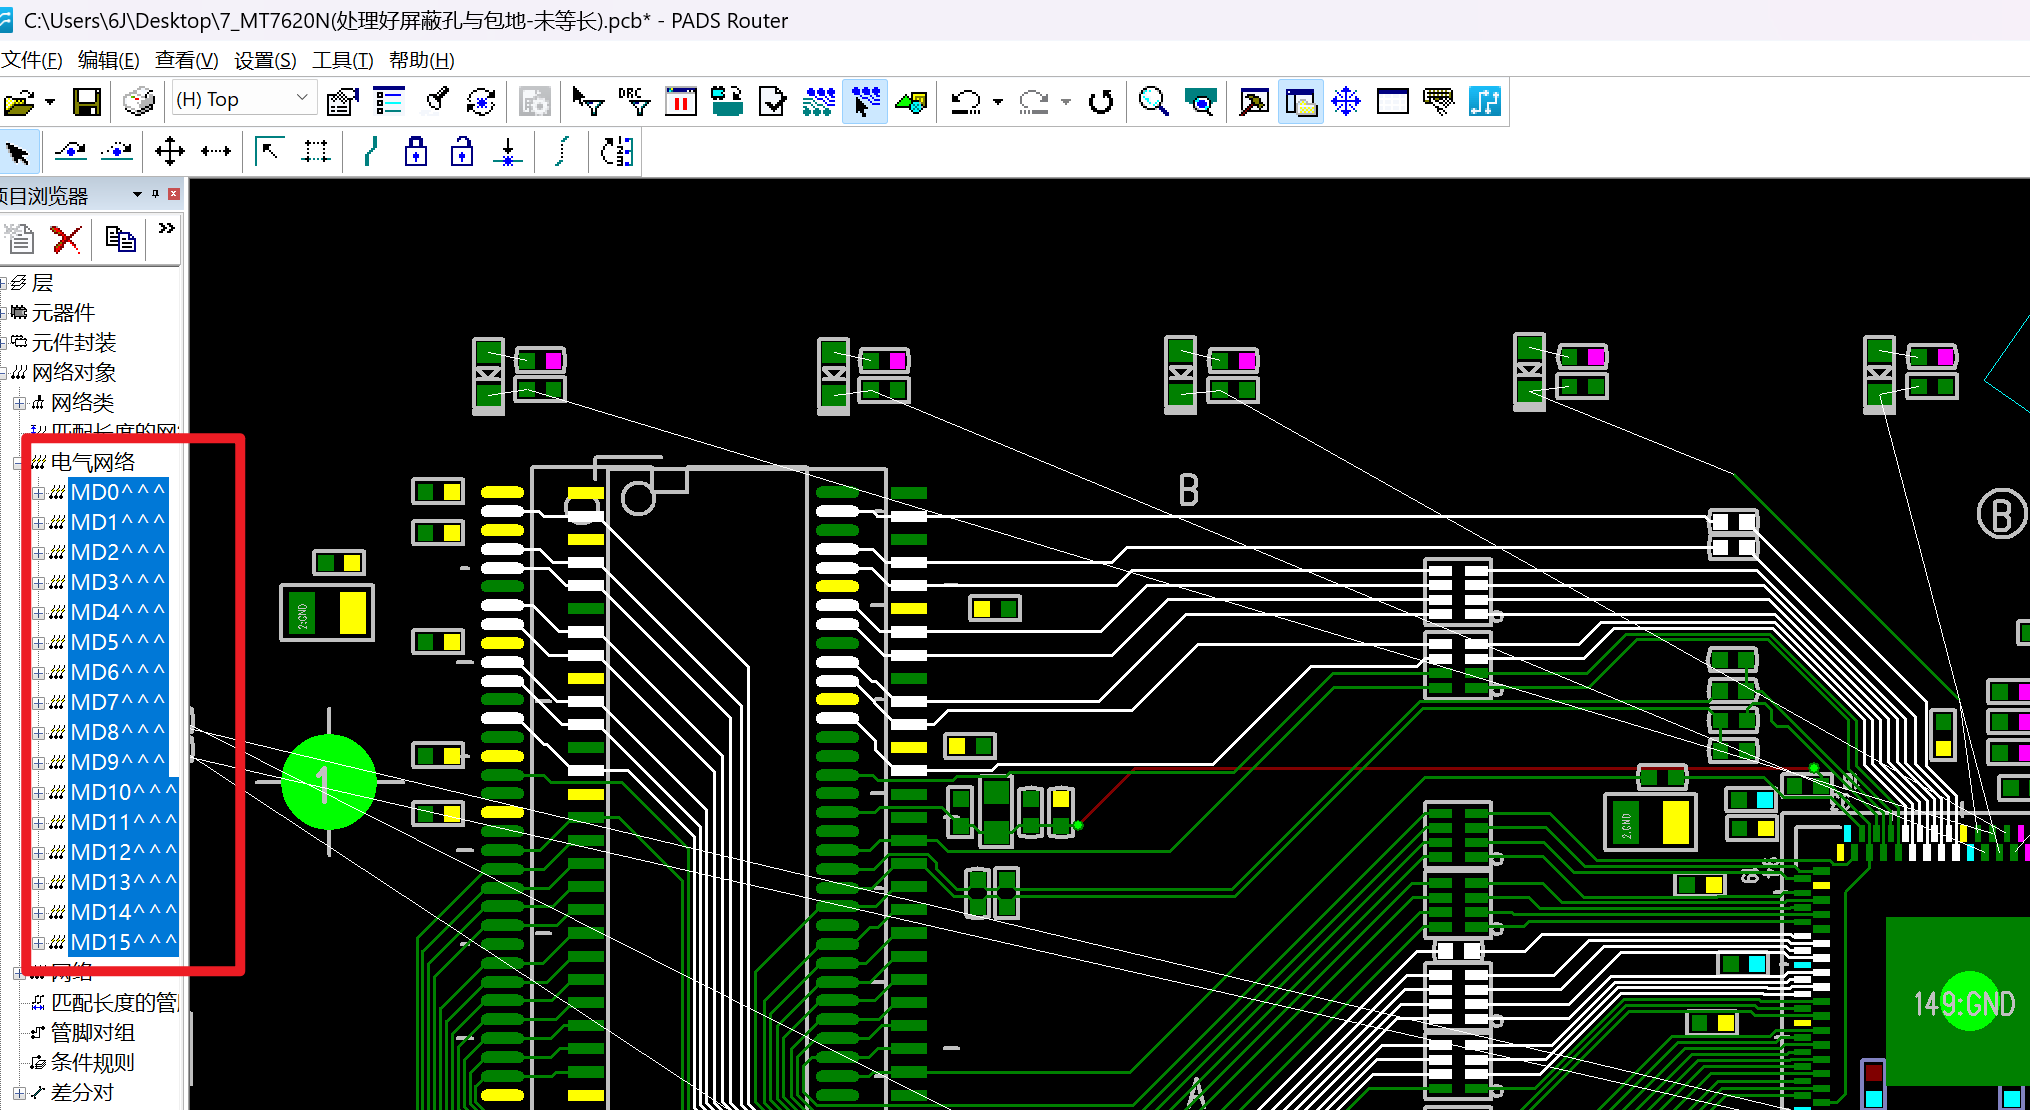 C:\Users\6J\Desktop\7_MT7620N(处理好屏蔽孔与包地-未等长).pcb* - PADS Router
文件(F) 编辑(E) 查看(V) 设置(S) 工具(T) 帮助(H)
(H) Top
DRC
项目浏览器
层
元器件
元件封装
网络对象
网络类
匹配长度的网
电气网络
MD0^^^
MD1^^^
MD2^^^
MD3^^^
MD4^^^
MD5^^^
MD6^^^
MD7^^^
MD8^^^
MD9^^^
MD10^^^
MD11^^^
MD12^^^
MD13^^^
MD14^^^
MD15^^^
网络
匹配长度的管
管脚对组
条件规则
差分对
B
B
2:GND
1
2:GND
149:GND
A